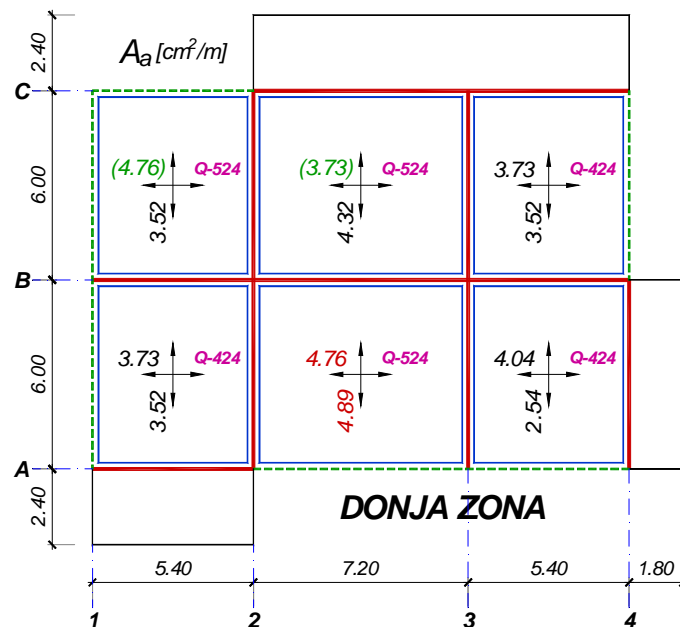 2.40
A_a [cm²/m]
C
(4.76) Q-524
3.52
(3.73) Q-524
4.32
3.73 Q-424
3.52
6.00
B
3.73 Q-424
3.52
4.76 Q-524
4.89
4.04 Q-424
2.54
6.00
A
2.40
DONJA ZONA
5.40 7.20 5.40 1.80
1 2 3 4